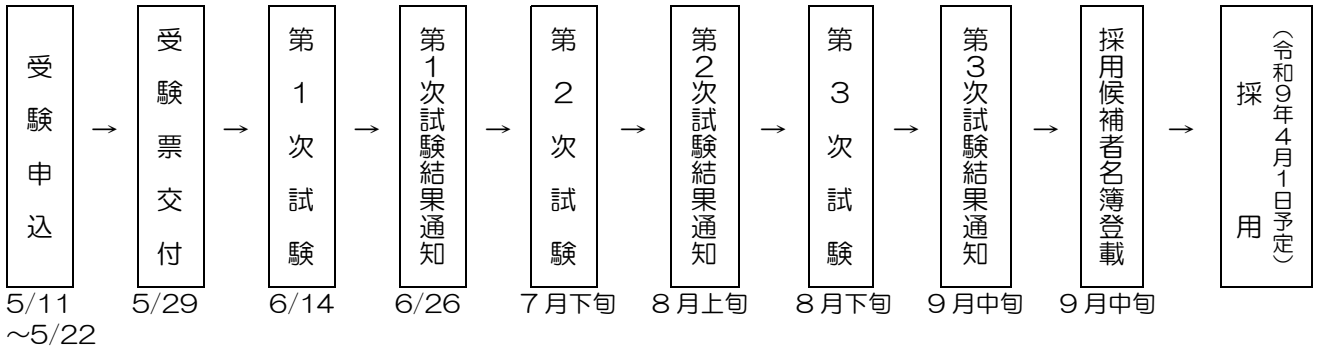 受験申込
→
受験票交付
→
第１次試験
→
第１次試験結果通知
→
第２次試験
→
第２次試験結果通知
→
第３次試験
→
第３次試験結果通知
→
採用候補者名簿登載
→
採用
（令和９年４月１日予定）
5/11
～5/22
5/29
6/14
6/26
７月下旬
８月上旬
８月下旬
９月中旬
９月中旬